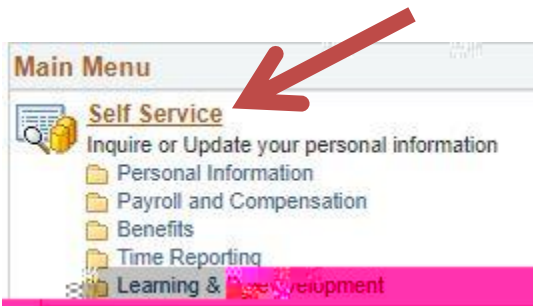 Main Menu
Self Service
Inquire or Update your personal information
Personal Information
Payroll and Compensation
Benefits
Time Reporting
Learning &